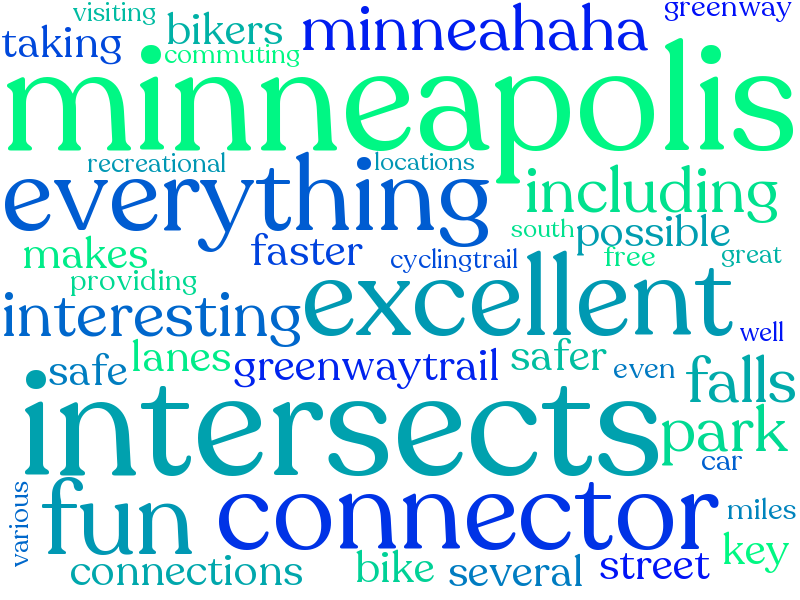 visiting
greenway
taking
bikers
minneahaha
commuting
minneapolis
recreational
locations
everything
including
south
possible
makes
faster
cyclingtrail
free
great
providing
interesting
excellent
well
safe
lanes
greenwaytrail
safer
even
falls
intersects
park
car
various
fun
connector
miles
key
connections
bike
several
street